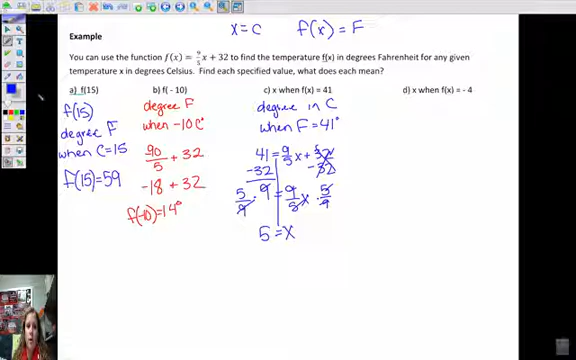 x = C    f(x) = F
Example
You can use the function f(x) = 9/5 x + 32 to find the temperature f(x) in degrees Fahrenheit for any given
temperature x in degrees Celsius. Find each specified value, what does each mean?
a) f(15)
f(15)
degree F
when C=15
f(15) = 59
b) f(- 10)
degree F
when -10 C°
-90/5 + 32
-18 + 32
f(-10)=14°
c) x when f(x) = 41
degree in C
when F=41°
41 = 9/5 x + 32
-32    -32
5/9 · 9 = 9/5 x · 5/9
5 = x
d) x when f(x) = - 4